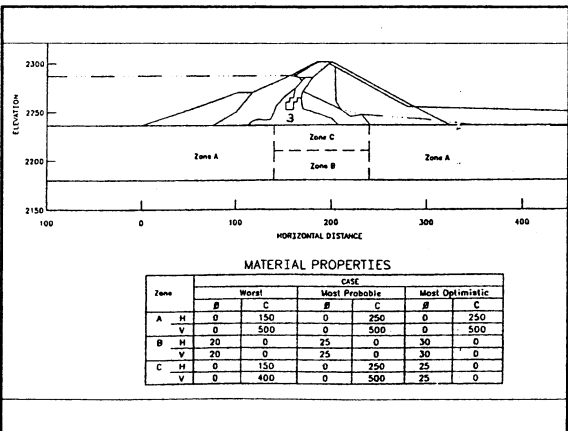 2300
2750
2200
2150
ELEVATION
3
Zone C
Zone A
Zone B
Zone A
100 0 100 200 300 400
HORIZONTAL DISTANCE
MATERIAL PROPERTIES
Zone CASE
Worst Most Probable Most Optimistic
Ø C Ø C Ø C
A H 0 150 0 250 0 250
V 0 500 0 500 0 500
B H 20 0 25 0 30 0
V 20 0 25 0 30 0
C H 0 150 0 250 25 0
V 0 400 0 500 25 0